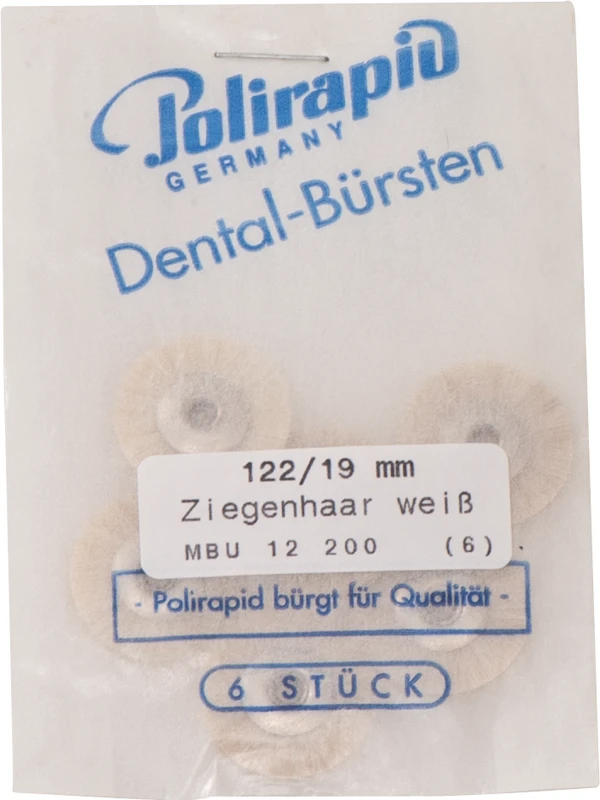 Polirapid
GERMANY
Dental-Bürsten
122/19 mm
Ziegenhaar weiß
MBU 12 200 (6)
- Polirapid bürgt für Qualität -
6 STÜCK